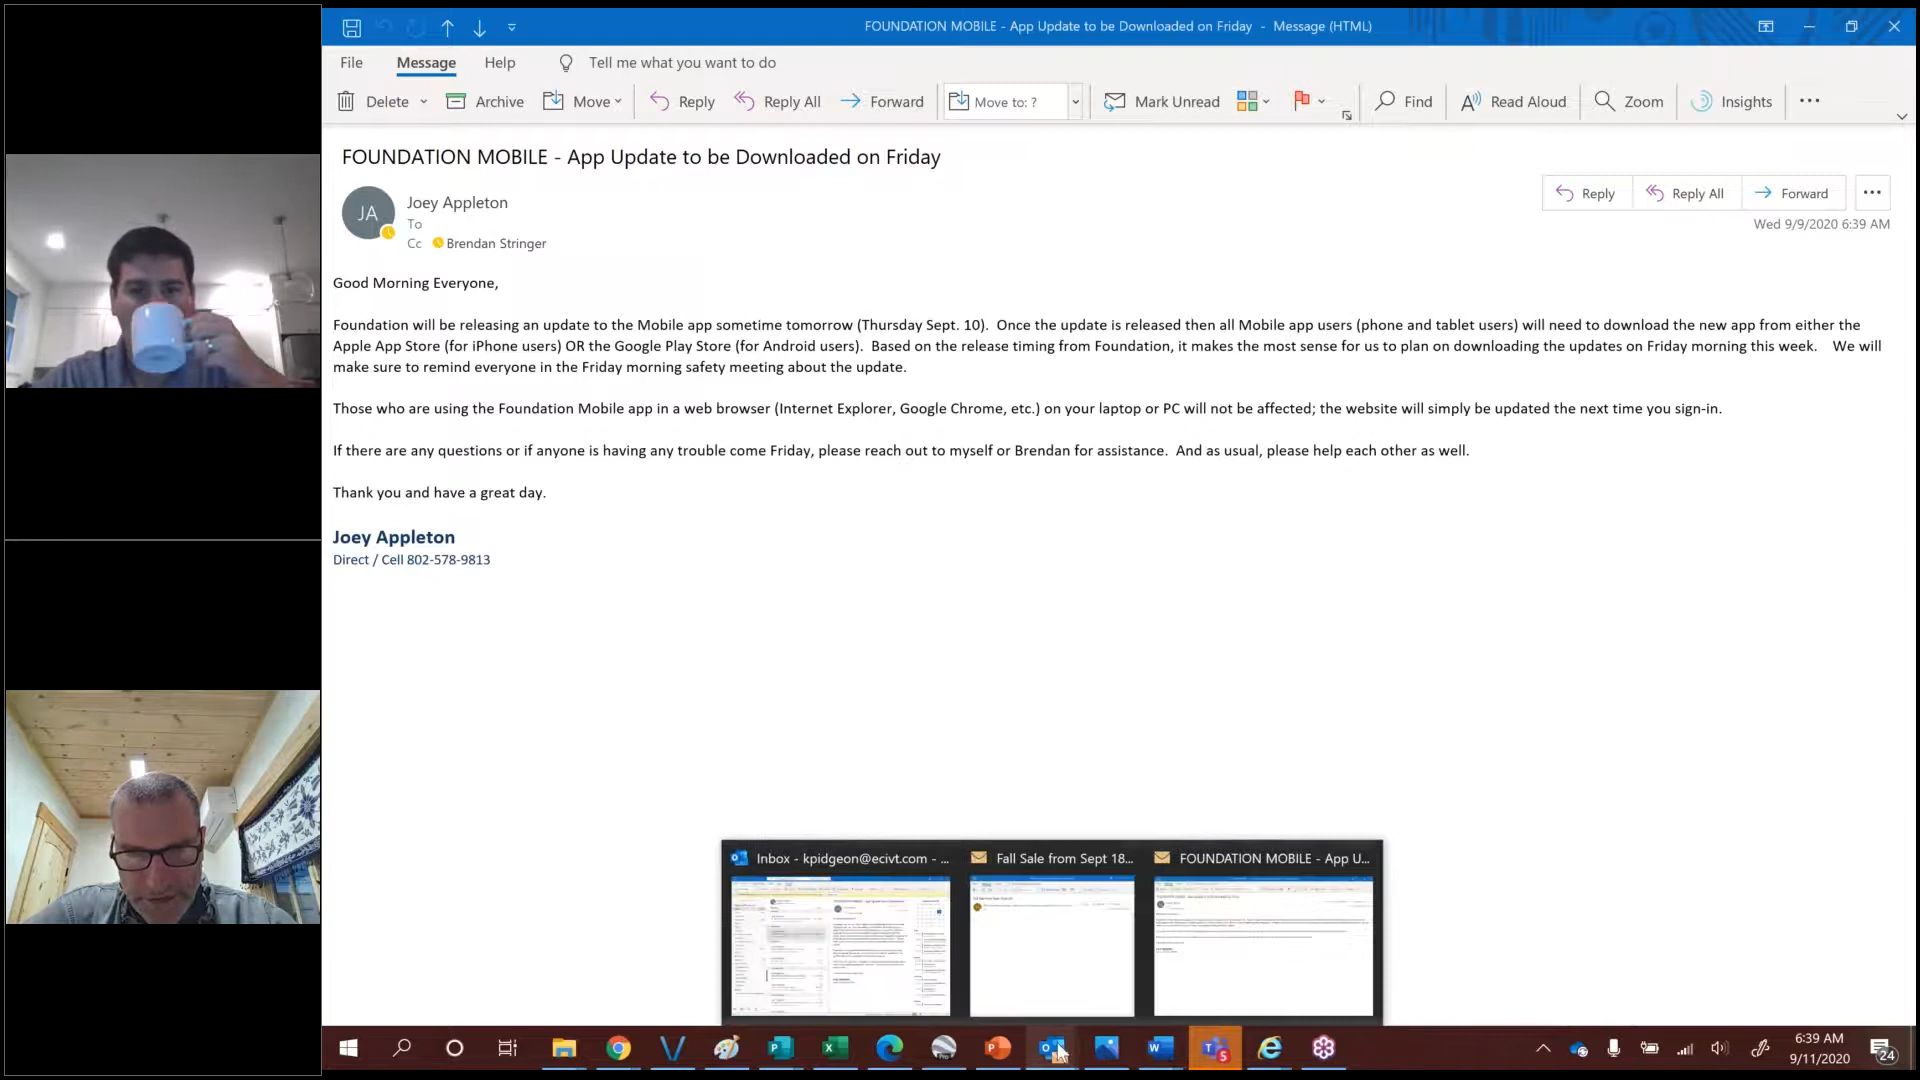 FOUNDATION MOBILE - App Update to be Downloaded on Friday - Message (HTML)
File Message Help Tell me what you want to do
Delete Archive Move Reply Reply All Forward Move to: ? Mark Unread Find Read Aloud Zoom Insights
FOUNDATION MOBILE - App Update to be Downloaded on Friday
Reply Reply All Forward
JA
Joey Appleton
To
Wed 9/9/2020 6:39 AM
Cc Brendan Stringer
Good Morning Everyone,
Foundation will be releasing an update to the Mobile app sometime tomorrow (Thursday Sept. 10). Once the update is released then all Mobile app users (phone and tablet users) will need to download the new app from either the
Apple App Store (for iPhone users) OR the Google Play Store (for Android users). Based on the release timing from Foundation, it makes the most sense for us to plan on downloading the updates on Friday morning this week. We will
make sure to remind everyone in the Friday morning safety meeting about the update.
Those who are using the Foundation Mobile app in a web browser (Internet Explorer, Google Chrome, etc.) on your laptop or PC will not be affected; the website will simply be updated the next time you sign-in.
If there are any questions or if anyone is having any trouble come Friday, please reach out to myself or Brendan for assistance. And as usual, please help each other as well.
Thank you and have a great day.
Joey Appleton
Direct / Cell 802-578-9813
Inbox - kpidgeon@ecivt.com - ... Fall Sale from Sept 18... FOUNDATION MOBILE - App U...
6:39 AM
9/11/2020
24
5